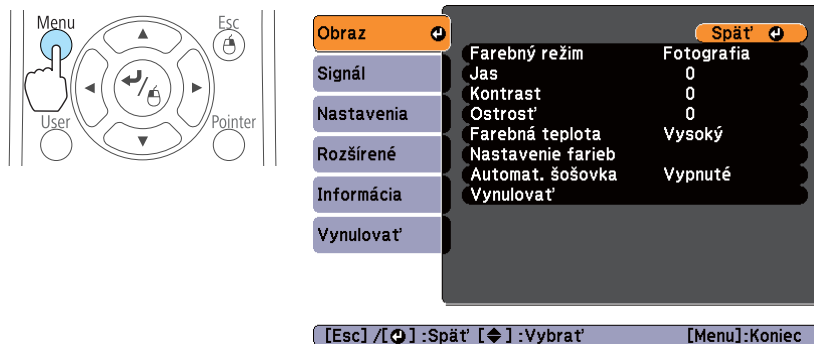 Menu
Esc
User
Pointer
Obraz
Signál
Nastavenia
Rozšírené
Informácia
Vynulovať
Späť
Farebný režim Fotografia
Jas 0
Kontrast 0
Ostrosť 0
Farebná teplota Vysoký
Nastavenie farieb
Automat. šošovka Vypnuté
Vynulovať
[Esc] /[ ] :Späť [ ] :Vybrať [Menu]:Koniec